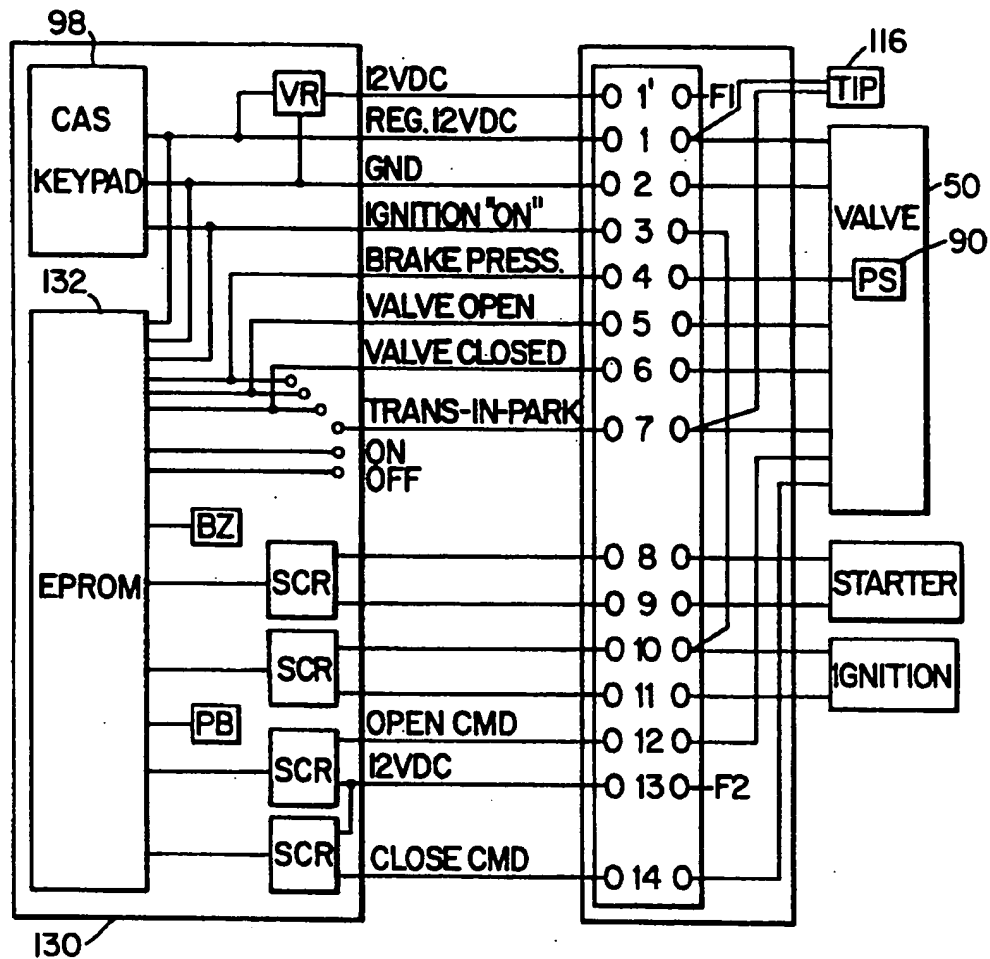 98
116
12VDC
VR
1'
F1
TIP
CAS
KEYPAD
REG. 12VDC
1
GND
2
50
VALVE
IGNITION "ON"
3
90
BRAKE PRESS.
4
PS
132
VALVE OPEN
5
VALVE CLOSED
6
TRANS-IN-PARK
7
ON
OFF
BZ
EPROM
SCR
8
9
STARTER
SCR
10
11
IGNITION
PB
OPEN CMD
12
SCR
12VDC
13
F2
SCR
CLOSE CMD
14
130